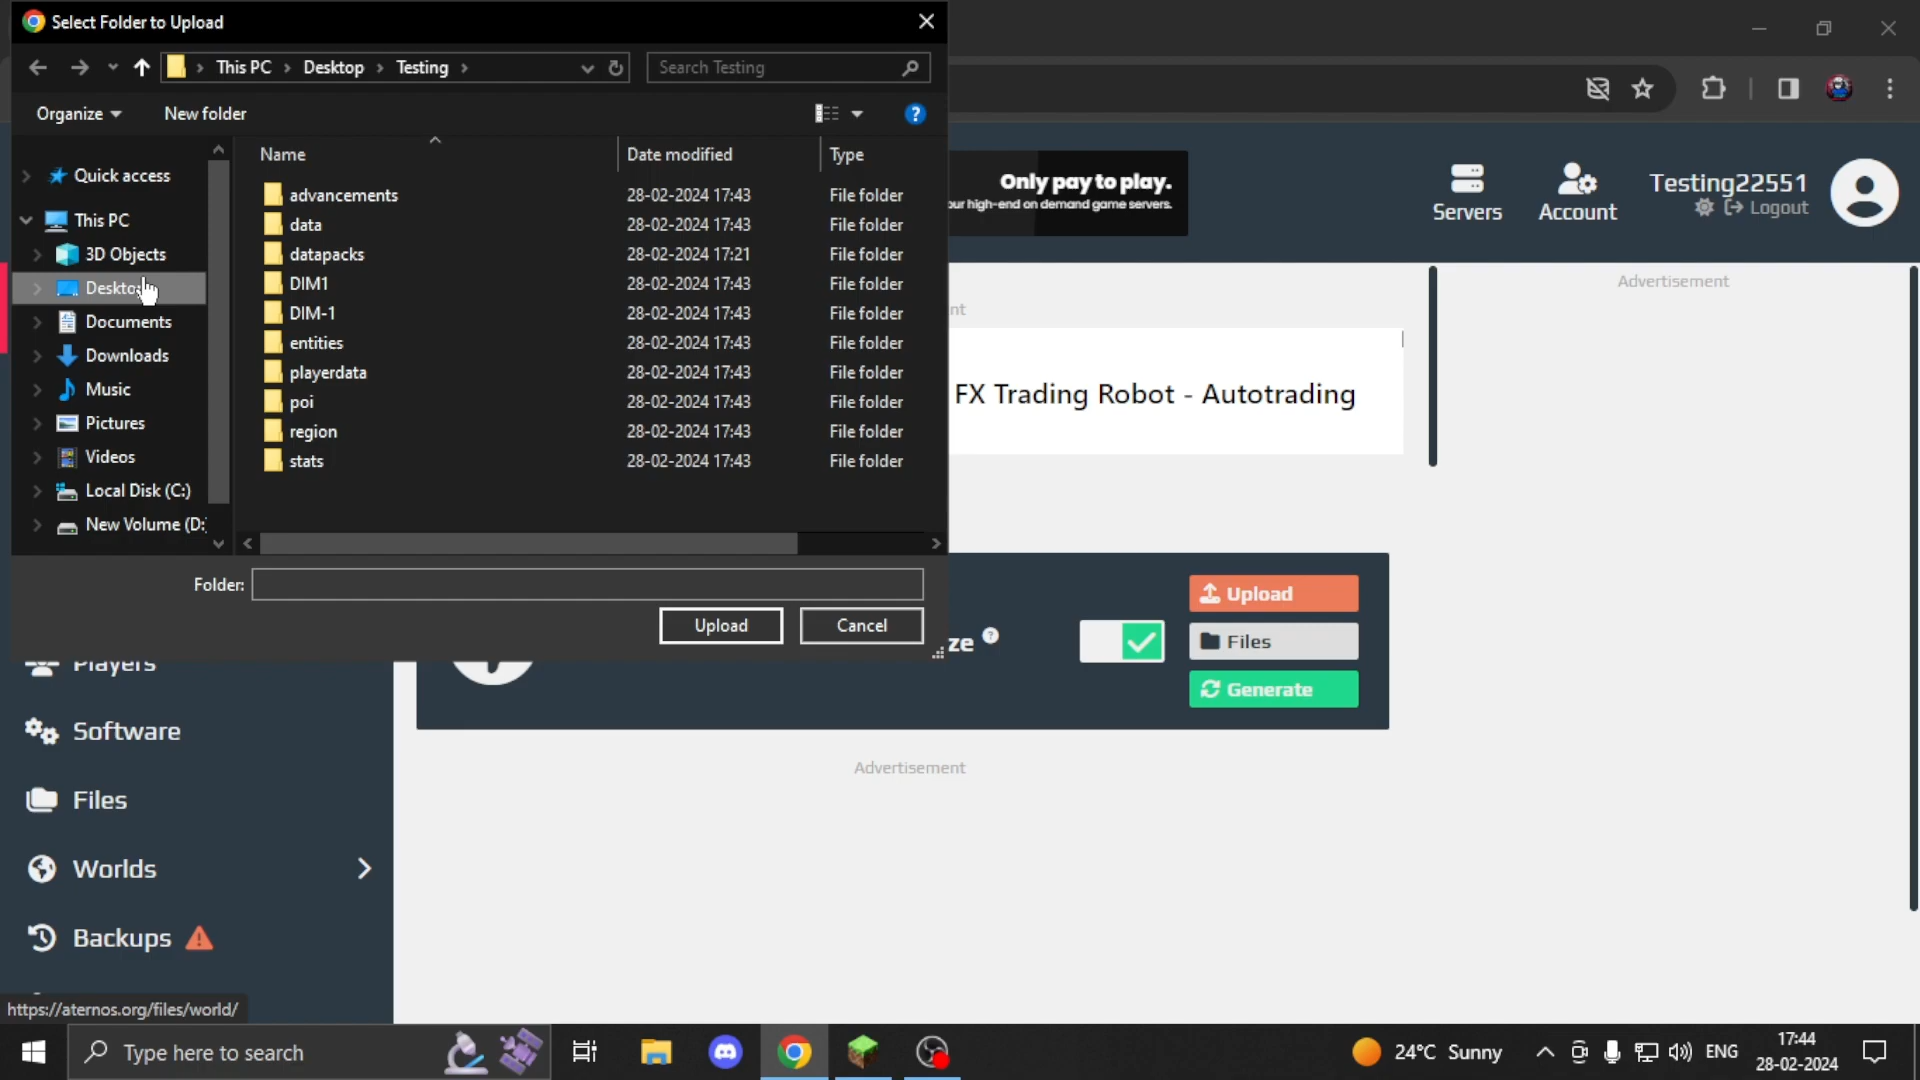 Select Folder to Upload
This PC > Desktop > Testing >
Search Testing
Organize
New folder
Name
Date modified
Type
Quick access
This PC
3D Objects
Desktop
Documents
Downloads
Music
Pictures
Videos
Local Disk (C:)
New Volume (D:
advancements 28-02-2024 17:43 File folder
data 28-02-2024 17:43 File folder
datapacks 28-02-2024 17:21 File folder
DIM1 28-02-2024 17:43 File folder
DIM-1 28-02-2024 17:43 File folder
entities 28-02-2024 17:43 File folder
playerdata 28-02-2024 17:43 File folder
poi 28-02-2024 17:43 File folder
region 28-02-2024 17:43 File folder
stats 28-02-2024 17:43 File folder
Folder:
Upload
Cancel
Only pay to play.
our high-end on demand game servers.
Servers
Account
Testing22551
Logout
Advertisement
nt
FX Trading Robot - Autotrading
ze ?
Upload
Files
Generate
Advertisement
Players
Software
Files
Worlds
Backups
https://aternos.org/files/world/
Type here to search
24°C Sunny
ENG
17:44
28-02-2024